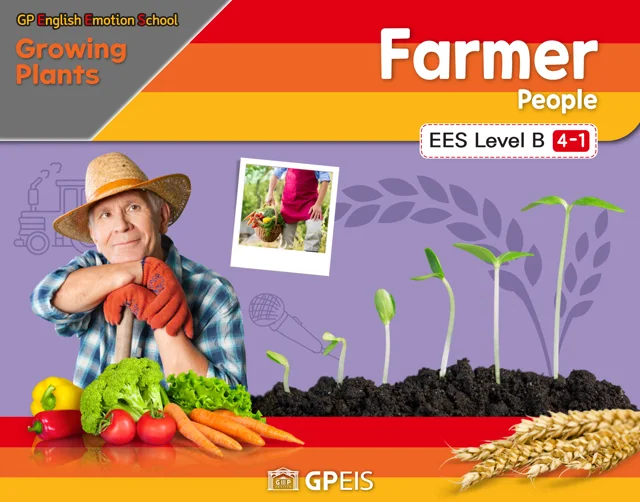 GP English Emotion School
Growing
Plants
Farmer
People
EES Level B 4-1
GPEIS